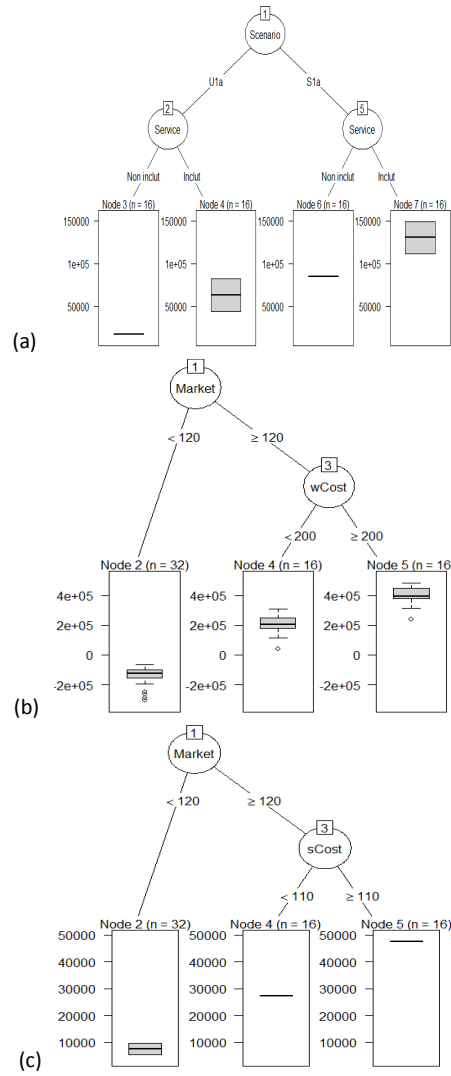 1
Scenario
U1a
S1a
2
Service
5
Service
Non inclut
Inclut
Non inclut
Inclut
Node 3 (n = 16)
Node 4 (n = 16)
Node 6 (n = 16)
Node 7 (n = 16)
150000
150000
150000
150000
1e+05
1e+05
1e+05
1e+05
50000
50000
50000
50000
(a)
1
Market
< 120
≥ 120
3
wCost
< 200
≥ 200
Node 2 (n = 32)
Node 4 (n = 16)
Node 5 (n = 16
4e+05
4e+05
4e+05
2e+05
2e+05
2e+05
0
0
0
-2e+05
-2e+05
-2e+05
(b)
1
Market
< 120
≥ 120
3
sCost
< 110
≥ 110
Node 2 (n = 32)
Node 4 (n = 16)
Node 5 (n = 16)
50000
50000
50000
40000
40000
40000
30000
30000
30000
20000
20000
20000
10000
10000
10000
(c)